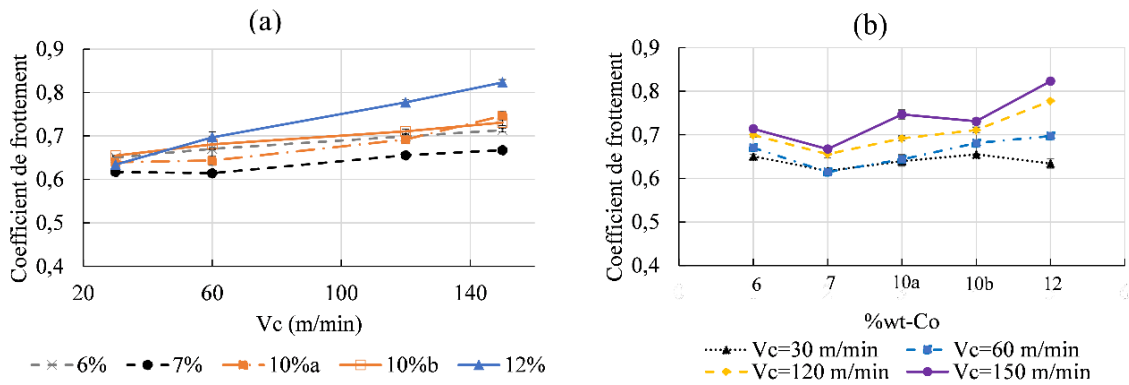 (a)
Coefficient de frottement
0,9
0,8
0,7
0,6
0,5
0,4
20
60
100
140
Vc (m/min)
6%
7%
10%a
10%b
12%
(b)
Coefficient de frottement
0,9
0,8
0,7
0,6
0,5
0,4
6
7
10a
10b
12
%wt-Co
Vc=30 m/min
Vc=60 m/min
Vc=120 m/min
Vc=150 m/min